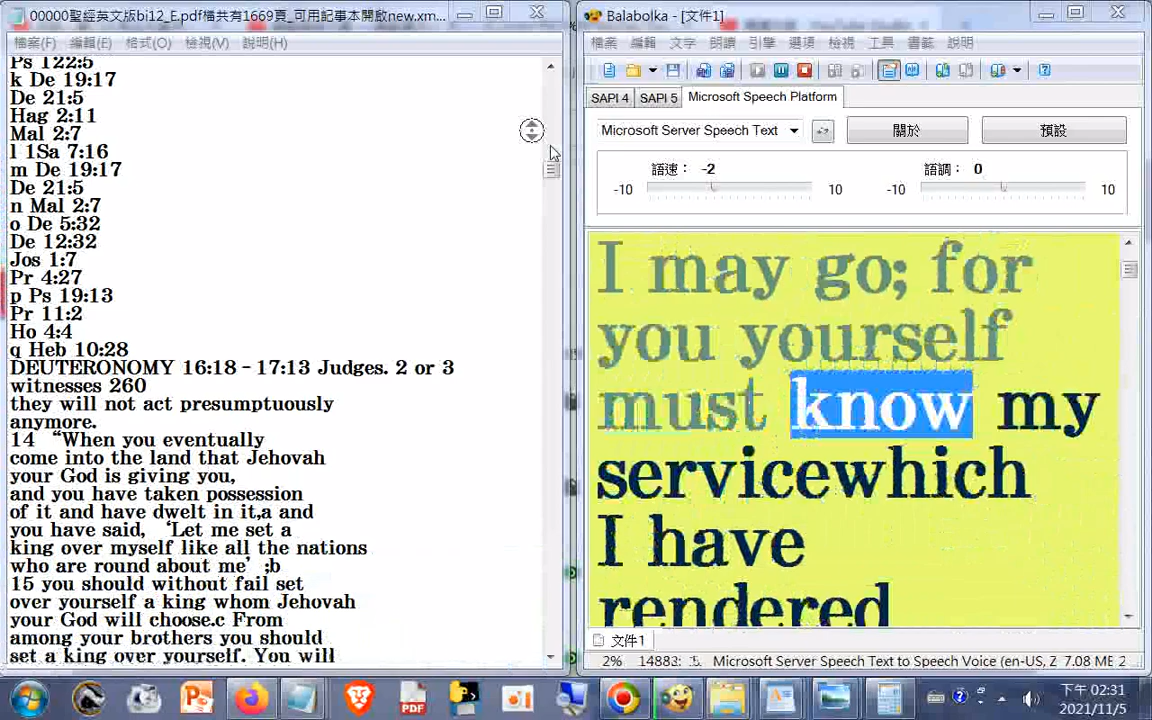 00000聖經英文版bi12_E.pdf檔共有1669頁_可用記事本開啟new.xm...
檔案(F) 編輯(E) 格式(O) 檢視(V) 說明(H)
Ps 122:5
k De 19:17
De 21:5
Hag 2:11
Mal 2:7
l 1Sa 7:16
m De 19:17
De 21:5
n Mal 2:7
o De 5:32
De 12:32
Jos 1:7
Pr 4:27
p Ps 19:13
Pr 11:2
Ho 4:4
q Heb 10:28
DEUTERONOMY 16:18–17:13 Judges. 2 or 3
witnesses 260
they will not act presumptuously
anymore.
14 “When you eventually
come into the land that Jehovah
your God is giving you,
and you have taken possession
of it and have dwelt in it,a and
you have said, ‘Let me set a
king over myself like all the nations
who are round about me’ ;b
15 you should without fail set
over yourself a king whom Jehovah
your God will choose.c From
among your brothers you should
set a king over yourself. You will
Balabolka - [文件1]
檔案 編輯 文字 朗讀 引擎 選項 檢視 工具 書籤 說明
SAPI 4 SAPI 5 Microsoft Speech Platform
Microsoft Server Speech Text 關於 預設
語速： -2 語調： 0
-10 10 -10 10
I may go; for
you yourself
must know my
servicewhich
I have
rendered
文件1
2% Microsoft Server Speech Text to Speech Voice (en-US, Z 7.08 MB 2
PDF
下午 02:31
2021/11/5